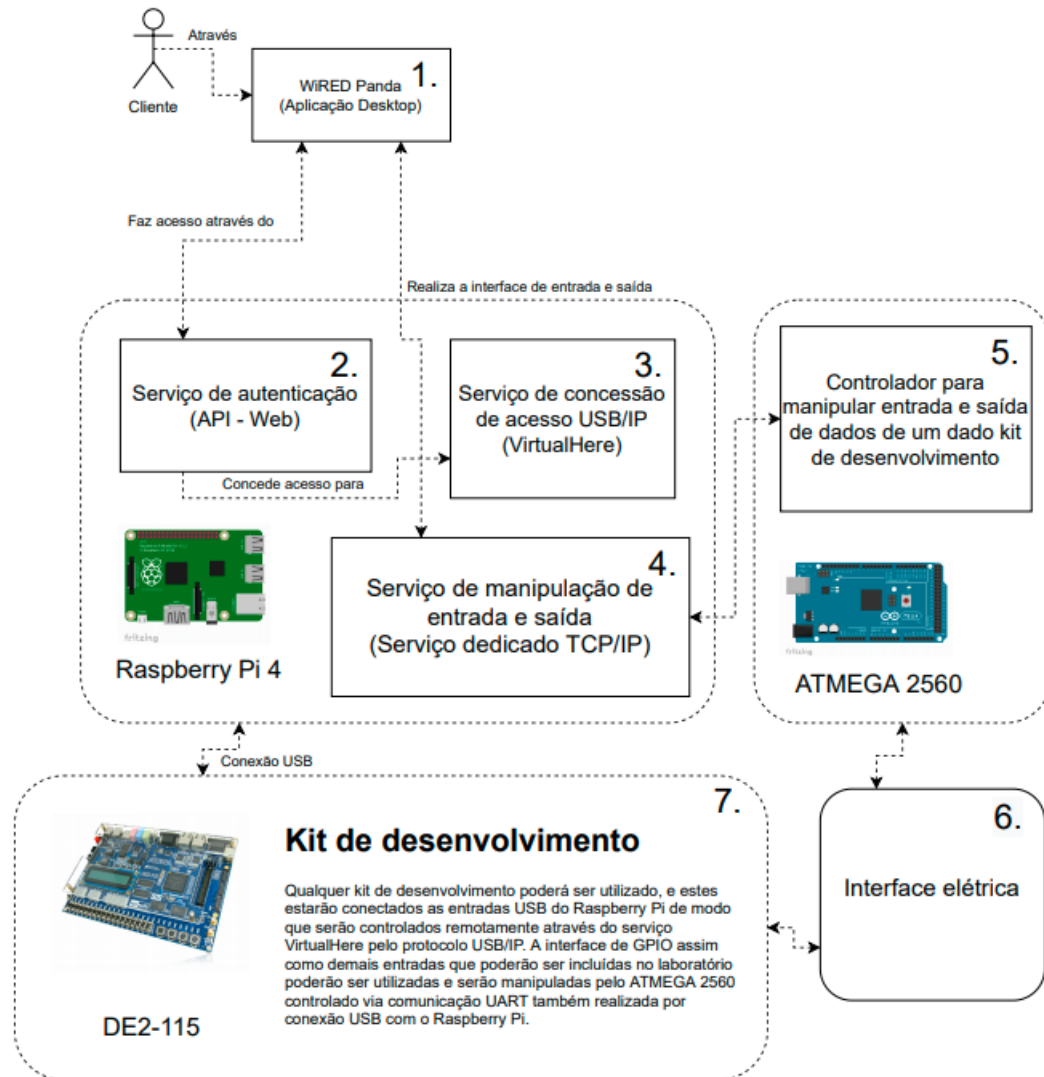 Através
Cliente
1.
WiRED Panda
(Aplicação Desktop)
Faz acesso através do
Realiza a interface de entrada e saída
2.
Serviço de autenticação
(API - Web)
3.
Serviço de concessão
de acesso USB/IP
(VirtualHere)
5.
Controlador para
manipular entrada e saída
de dados de um dado kit
de desenvolvimento
Concede acesso para
4.
Serviço de manipulação de
entrada e saída
(Serviço dedicado TCP/IP)
fritzing
Raspberry Pi 4
fritzing
ATMEGA 2560
Conexão USB
7.
Kit de desenvolvimento
Qualquer kit de desenvolvimento poderá ser utilizado, e estes
estarão conectados as entradas USB do Raspberry Pi de modo
que serão controlados remotamente através do serviço
VirtualHere pelo protocolo USB/IP. A interface de GPIO assim
como demais entradas que poderão ser incluídas no laboratório
poderão ser utilizadas e serão manipuladas pelo ATMEGA 2560
controlado via comunicação UART também realizada por
conexão USB com o Raspberry Pi.
DE2-115
6.
Interface elétrica